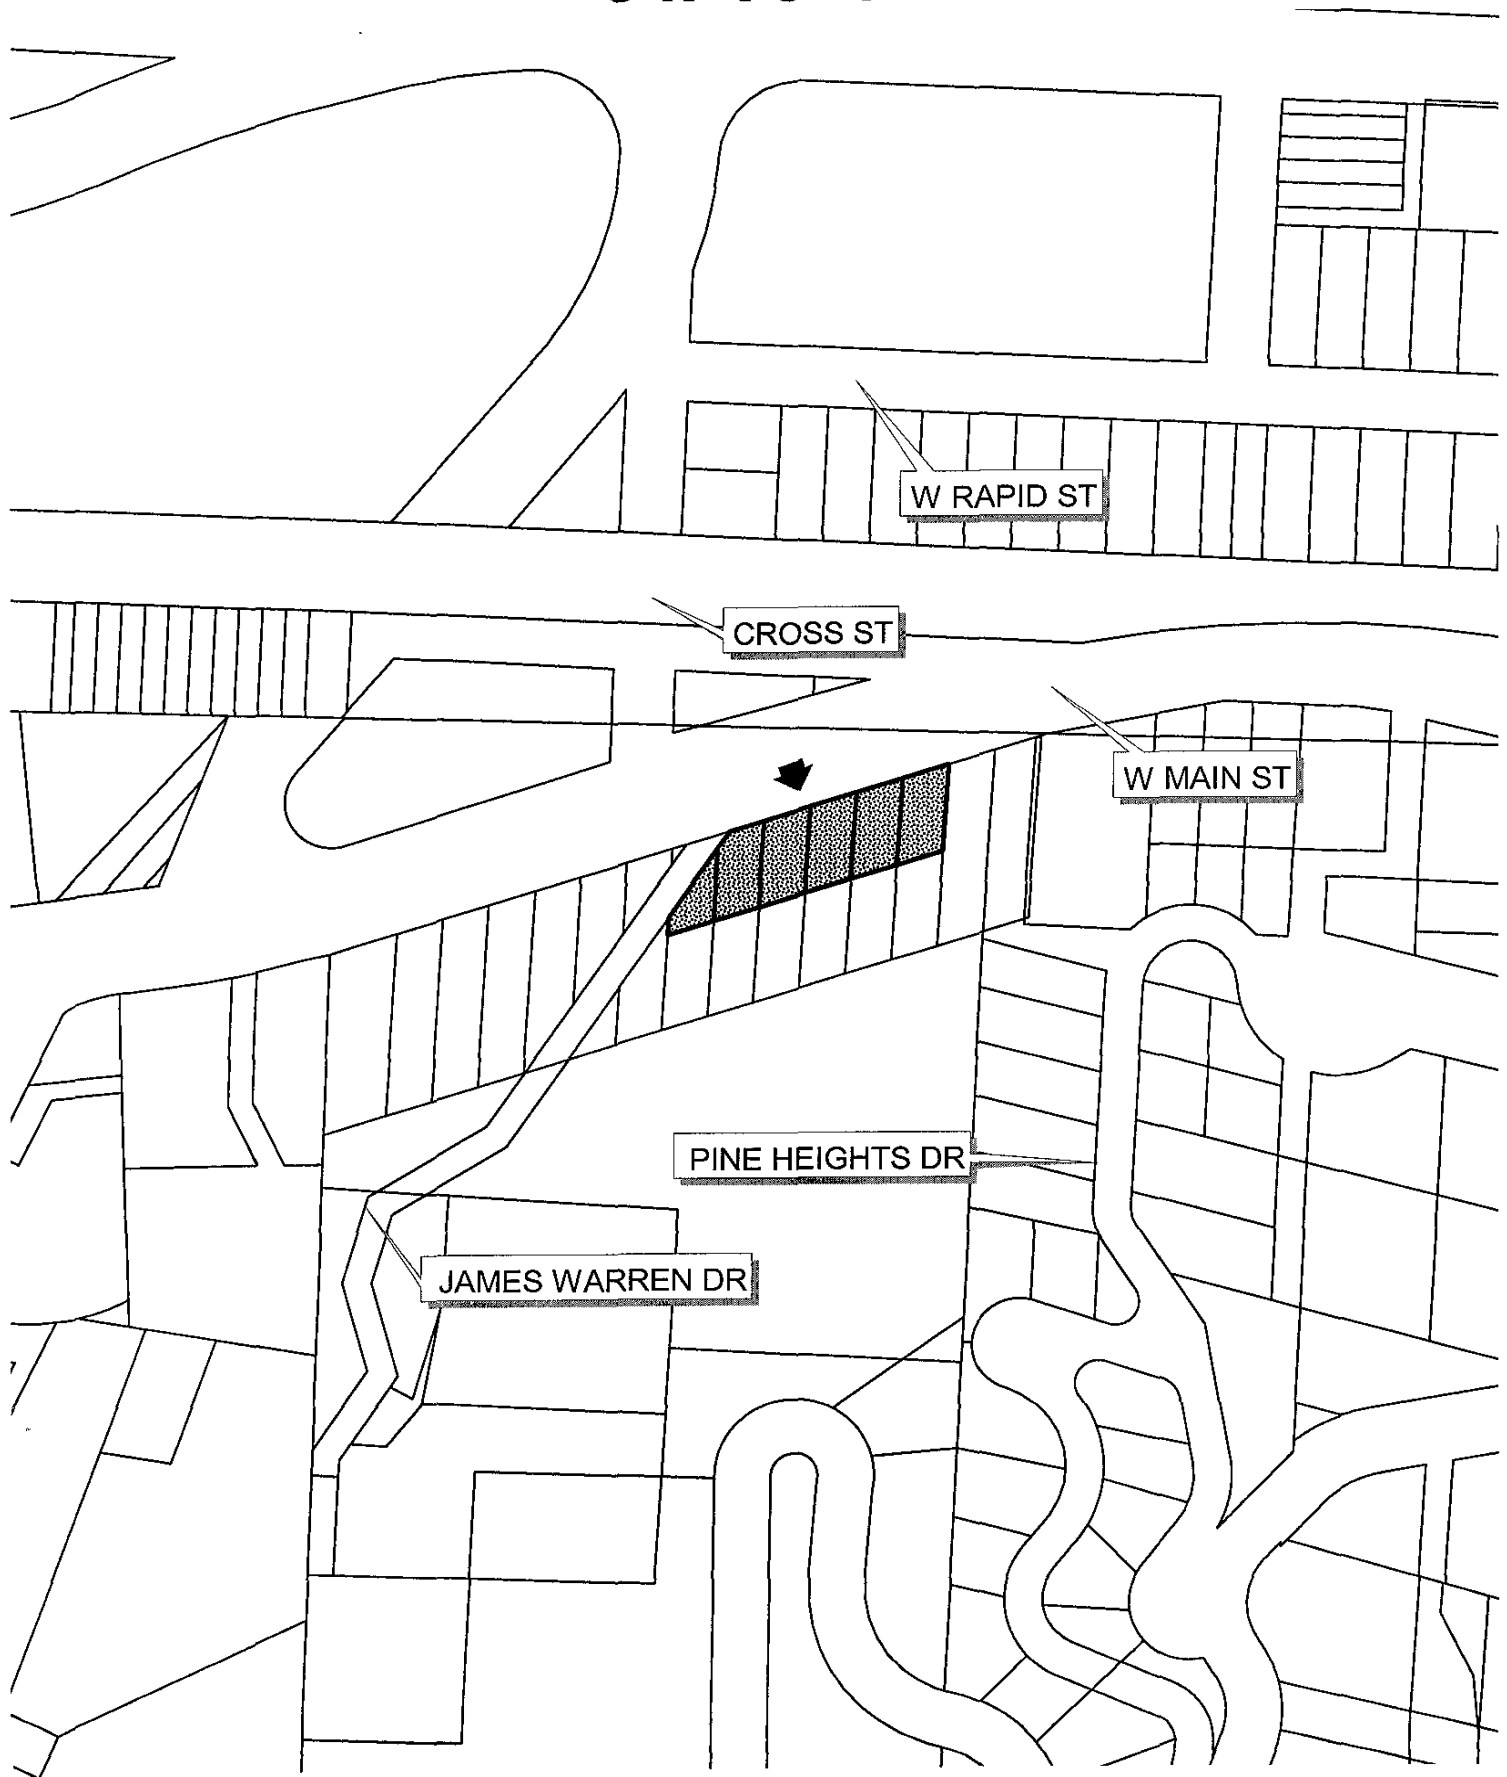 W RAPID ST
CROSS ST
W MAIN ST
PINE HEIGHTS DR
JAMES WARREN DR